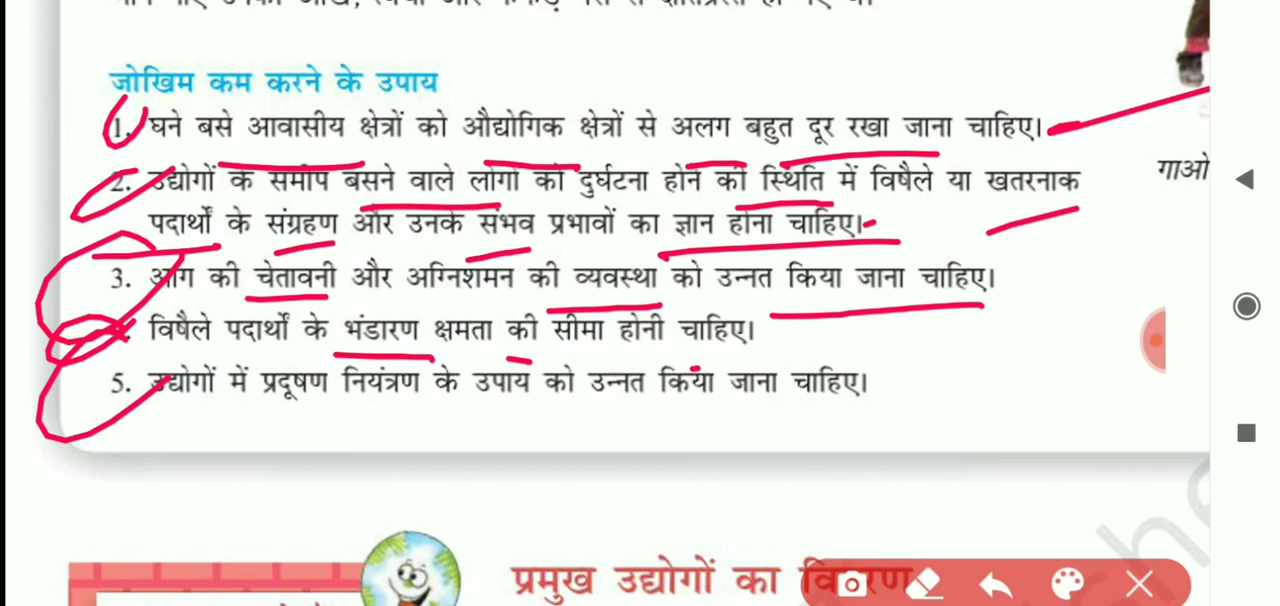 जोखिम कम करने के उपाय
1. घने बसे आवासीय क्षेत्रों को औद्योगिक क्षेत्रों से अलग बहुत दूर रखा जाना चाहिए।
2. उद्योगों के समीप बसने वाले लोगों को दुर्घटना होने की स्थिति में विषैले या खतरनाक
पदार्थों के संग्रहण और उनके संभव प्रभावों का ज्ञान होना चाहिए।
3. आग की चेतावनी और अग्निशमन की व्यवस्था को उन्नत किया जाना चाहिए।
विषैले पदार्थों के भंडारण क्षमता की सीमा होनी चाहिए।
5. उद्योगों में प्रदूषण नियंत्रण के उपाय को उन्नत किया जाना चाहिए।
गाओ
प्रमुख उद्योगों का वितरण